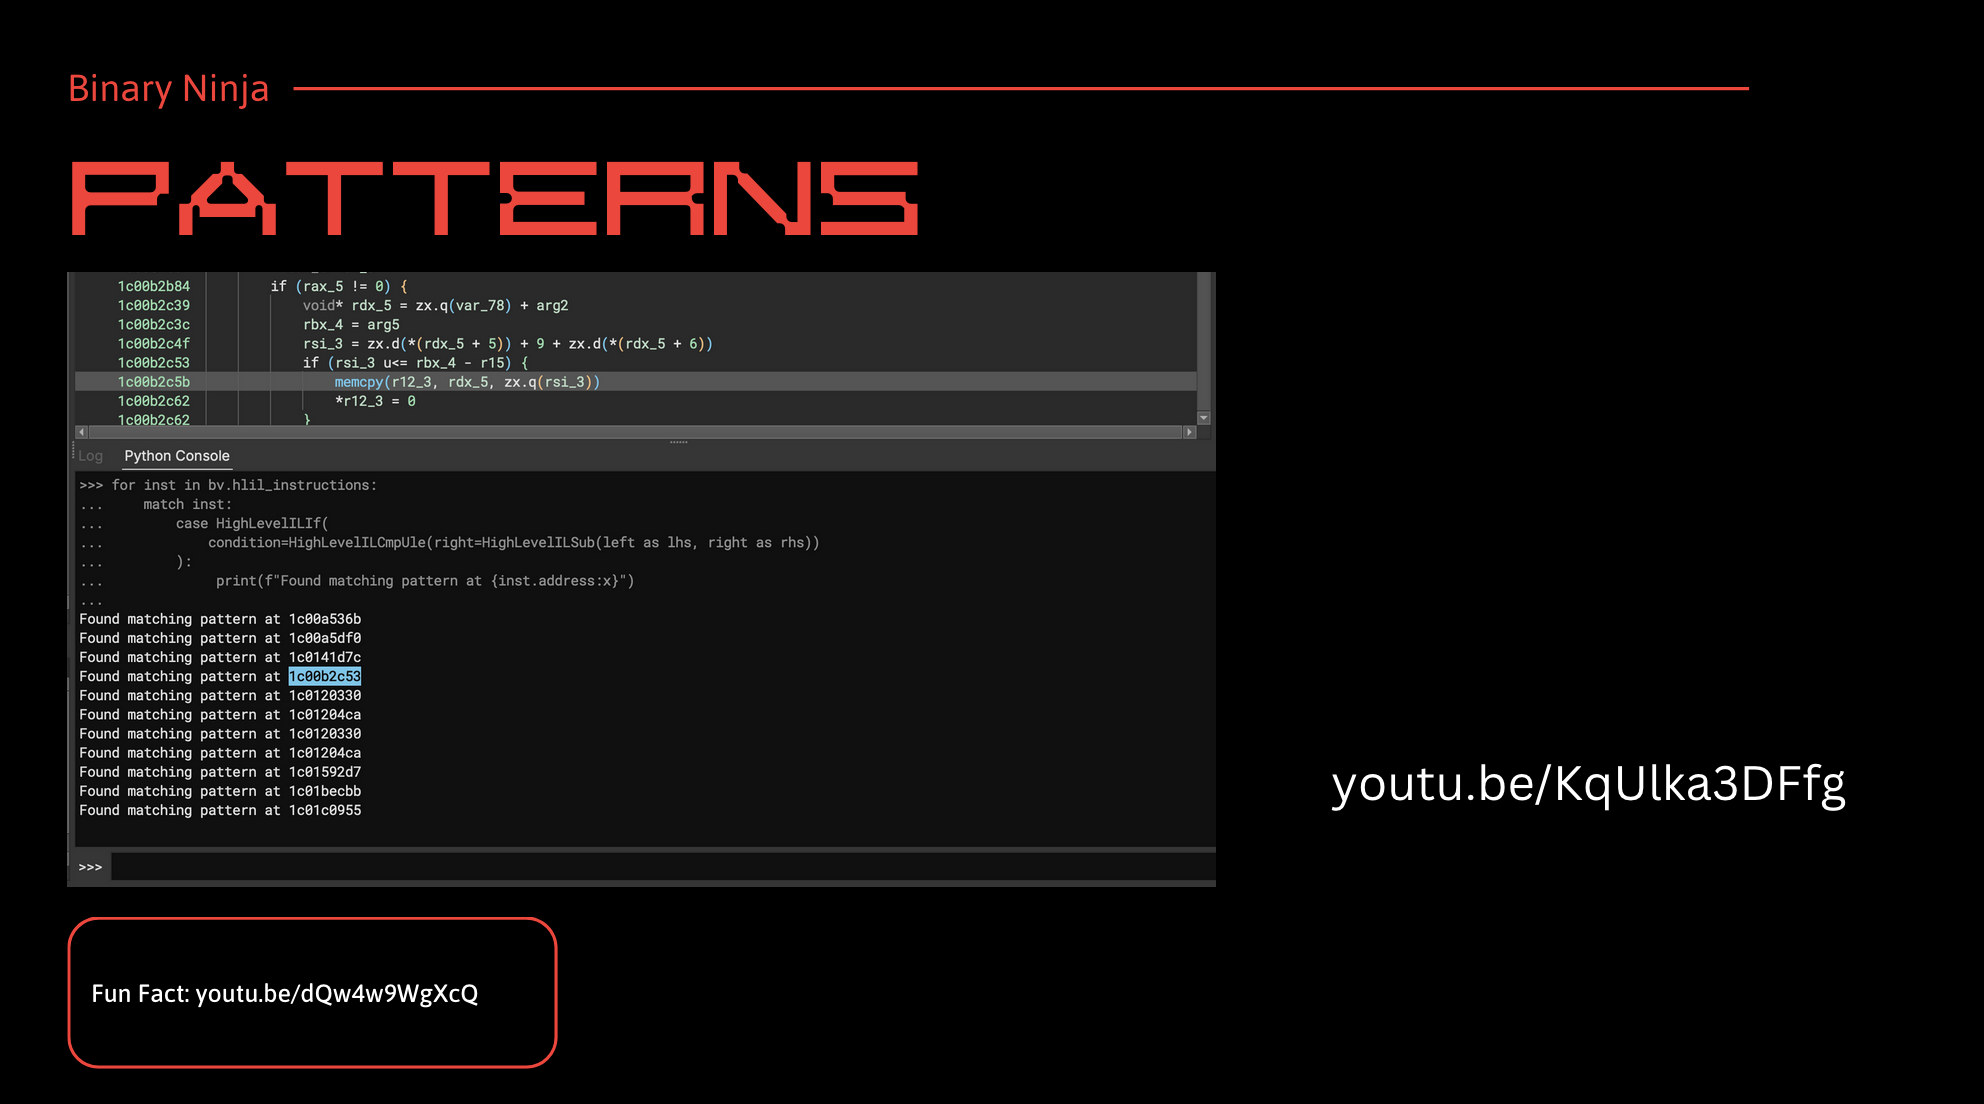 Binary Ninja
PATTERNS
1c00b2b84 if (rax_5 != 0) {
1c00b2c39 void* rdx_5 = zx.q(var_78) + arg2
1c00b2c3c rbx_4 = arg5
1c00b2c4f rsi_3 = zx.d(*(rdx_5 + 5)) + 9 + zx.d(*(rdx_5 + 6))
1c00b2c53 if (rsi_3 u<= rbx_4 - r15) {
1c00b2c5b memcpy(r12_3, rdx_5, zx.q(rsi_3))
1c00b2c62 *r12_3 = 0
1c00b2c62 }
Log Python Console
>>> for inst in bv.hlil_instructions:
... match inst:
... case HighLevelILIf(
... condition=HighLevelILCmpUle(right=HighLevelILSub(left as lhs, right as rhs))
... ):
... print(f"Found matching pattern at {inst.address:x}")
...
Found matching pattern at 1c00a536b
Found matching pattern at 1c00a5df0
Found matching pattern at 1c0141d7c
Found matching pattern at 1c00b2c53
Found matching pattern at 1c0120330
Found matching pattern at 1c01204ca
Found matching pattern at 1c0120330
Found matching pattern at 1c01204ca
Found matching pattern at 1c01592d7
Found matching pattern at 1c01becbb
Found matching pattern at 1c01c0955
>>>
youtu.be/KqUlka3DFfg
Fun Fact: youtu.be/dQw4w9WgXcQ